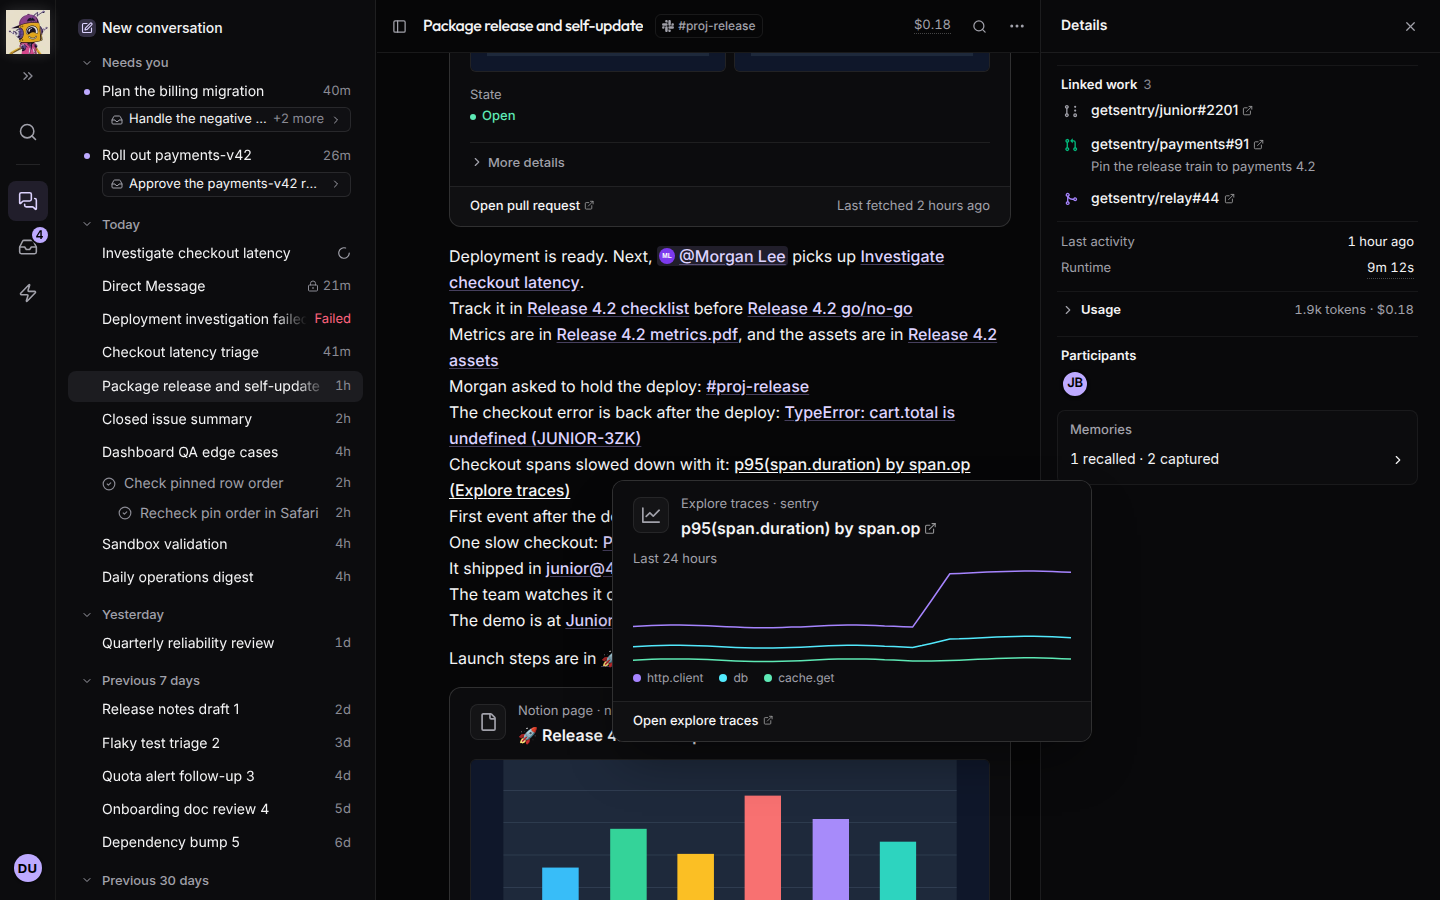 New conversation
Needs you
Plan the billing migration 40m
Handle the negative ... +2 more
Roll out payments-v42 26m
Approve the payments-v42 r...
Today
Investigate checkout latency
Direct Message 21m
Deployment investigation failed Failed
Checkout latency triage 41m
Package release and self-update 1h
Closed issue summary 2h
Dashboard QA edge cases 4h
Check pinned row order 2h
Recheck pin order in Safari 2h
Sandbox validation 4h
Daily operations digest 4h
Yesterday
Quarterly reliability review 1d
Previous 7 days
Release notes draft 1 2d
Flaky test triage 2 3d
Quota alert follow-up 3 4d
Onboarding doc review 4 5d
Dependency bump 5 6d
Previous 30 days
4
DU
Package release and self-update #proj-release $0.18
State
Open
More details
Open pull request Last fetched 2 hours ago
Deployment is ready. Next, ML @Morgan Lee picks up Investigate
checkout latency.
Track it in Release 4.2 checklist before Release 4.2 go/no-go
Metrics are in Release 4.2 metrics.pdf, and the assets are in Release 4.2
assets
Morgan asked to hold the deploy: #proj-release
The checkout error is back after the deploy: TypeError: cart.total is
undefined (JUNIOR-3ZK)
Checkout spans slowed down with it: p95(span.duration) by span.op
(Explore traces)
First event after the
One slow checkout:
It shipped in junior@4
The team watches it
The demo is at Junior
Launch steps are in 🚀
Notion page ·
🚀 Release 4
Explore traces · sentry
p95(span.duration) by span.op
Last 24 hours
http.client db cache.get
Open explore traces
Details
Linked work 3
getsentry/junior#2201
getsentry/payments#91
Pin the release train to payments 4.2
getsentry/relay#44
Last activity 1 hour ago
Runtime 9m 12s
Usage 1.9k tokens · $0.18
Participants
JB
Memories
1 recalled · 2 captured